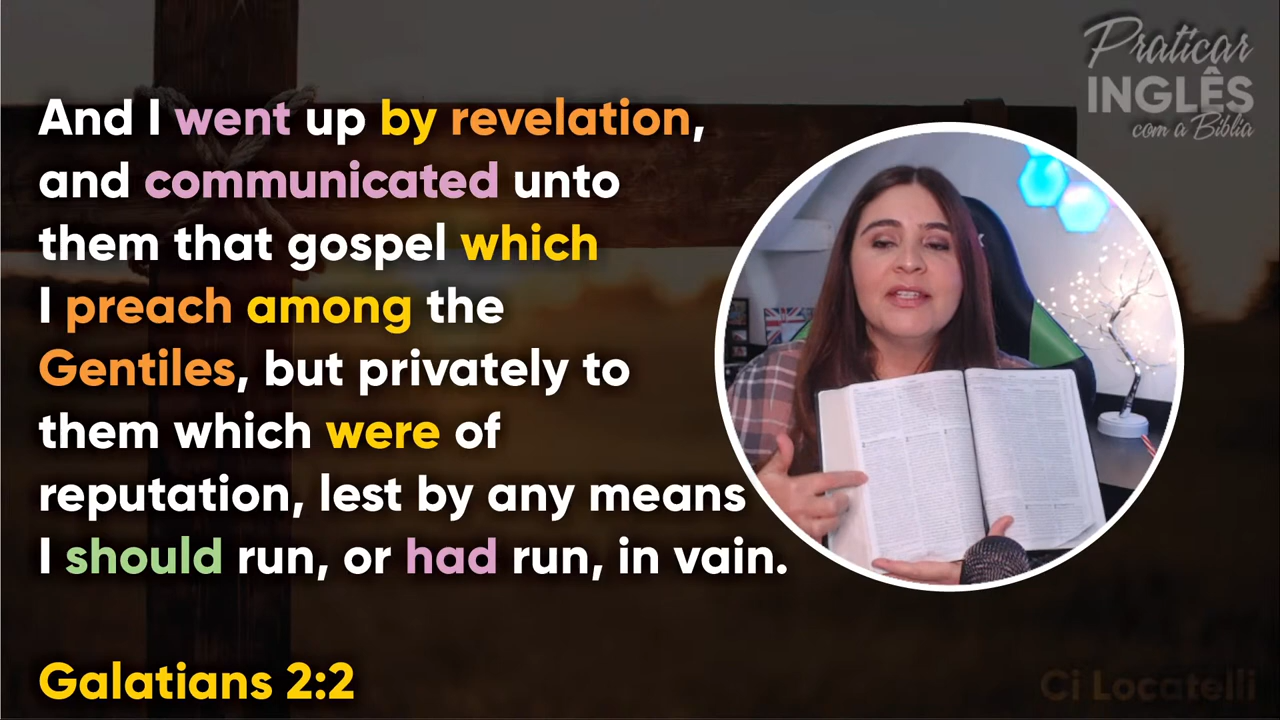 And I went up by revelation,
and communicated unto
them that gospel which
I preach among the
Gentiles, but privately to
them which were of
reputation, lest by any means
I should run, or had run, in vain.
Galatians 2:2
Praticar
INGLÊS
com a Bíblia
Ci Locatelli